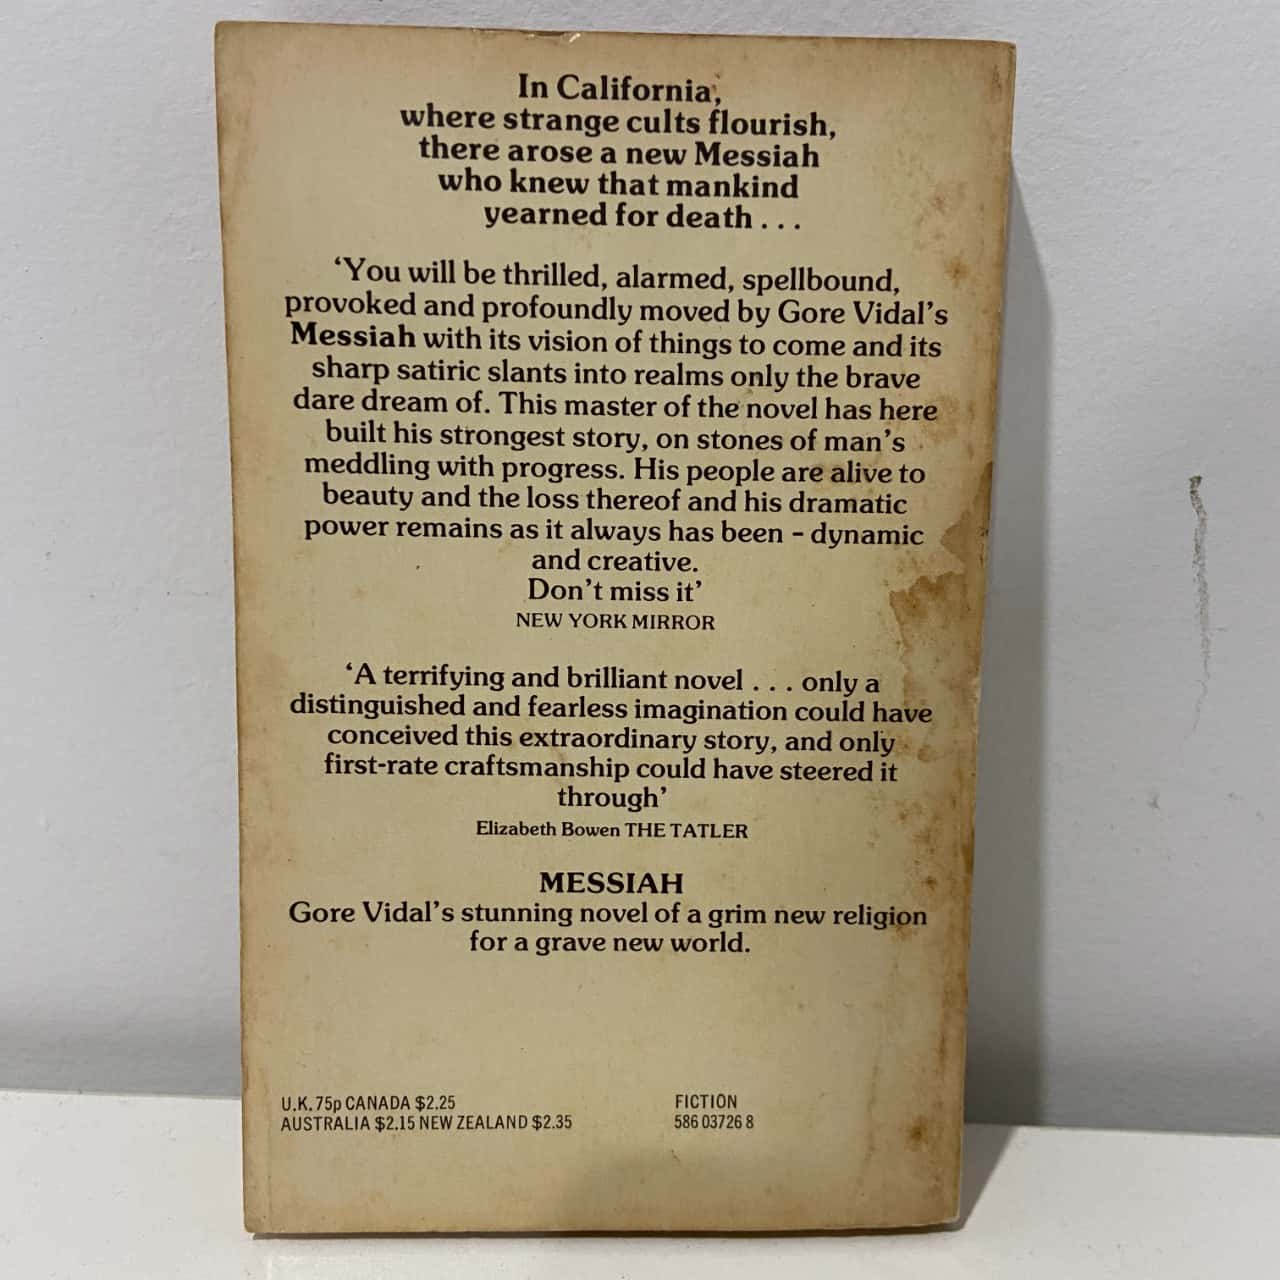 In California,
where strange cults flourish,
there arose a new Messiah
who knew that mankind
yearned for death . . .
‘You will be thrilled, alarmed, spellbound,
provoked and profoundly moved by Gore Vidal’s
Messiah with its vision of things to come and its
sharp satiric slants into realms only the brave
dare dream of. This master of the novel has here
built his strongest story, on stones of man’s
meddling with progress. His people are alive to
beauty and the loss thereof and his dramatic
power remains as it always has been - dynamic
and creative.
Don’t miss it’
NEW YORK MIRROR
‘A terrifying and brilliant novel . . . only a
distinguished and fearless imagination could have
conceived this extraordinary story, and only
first-rate craftsmanship could have steered it
through’
Elizabeth Bowen THE TATLER
MESSIAH
Gore Vidal’s stunning novel of a grim new religion
for a grave new world.
U.K. 75p CANADA $2.25
AUSTRALIA $2.15 NEW ZEALAND $2.35
FICTION
586 03726 8